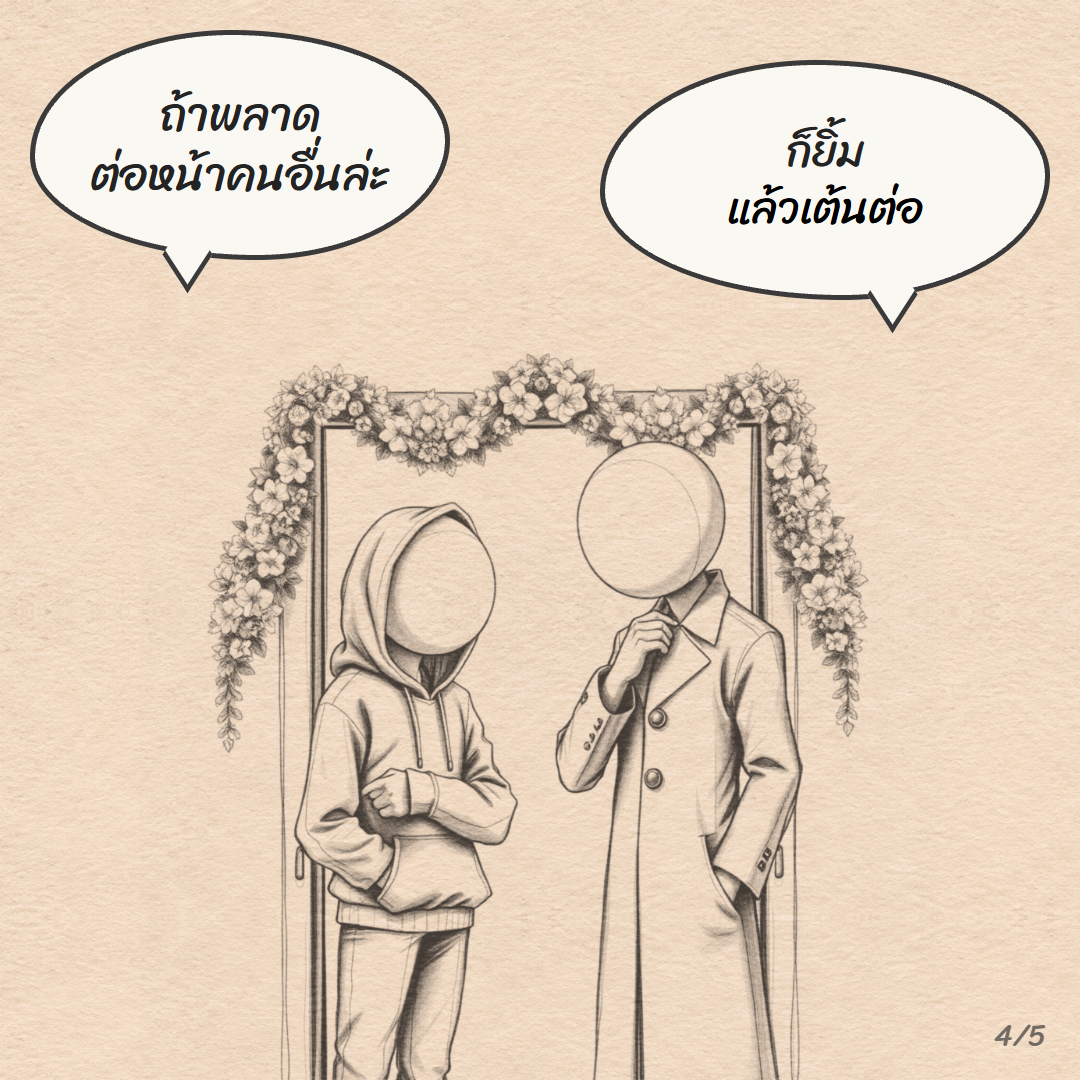 ถ้าพลาด
ต่อหน้าคนอื่นล่ะ
ก็ยิ้ม
แล้วเต้นต่อ
4/5